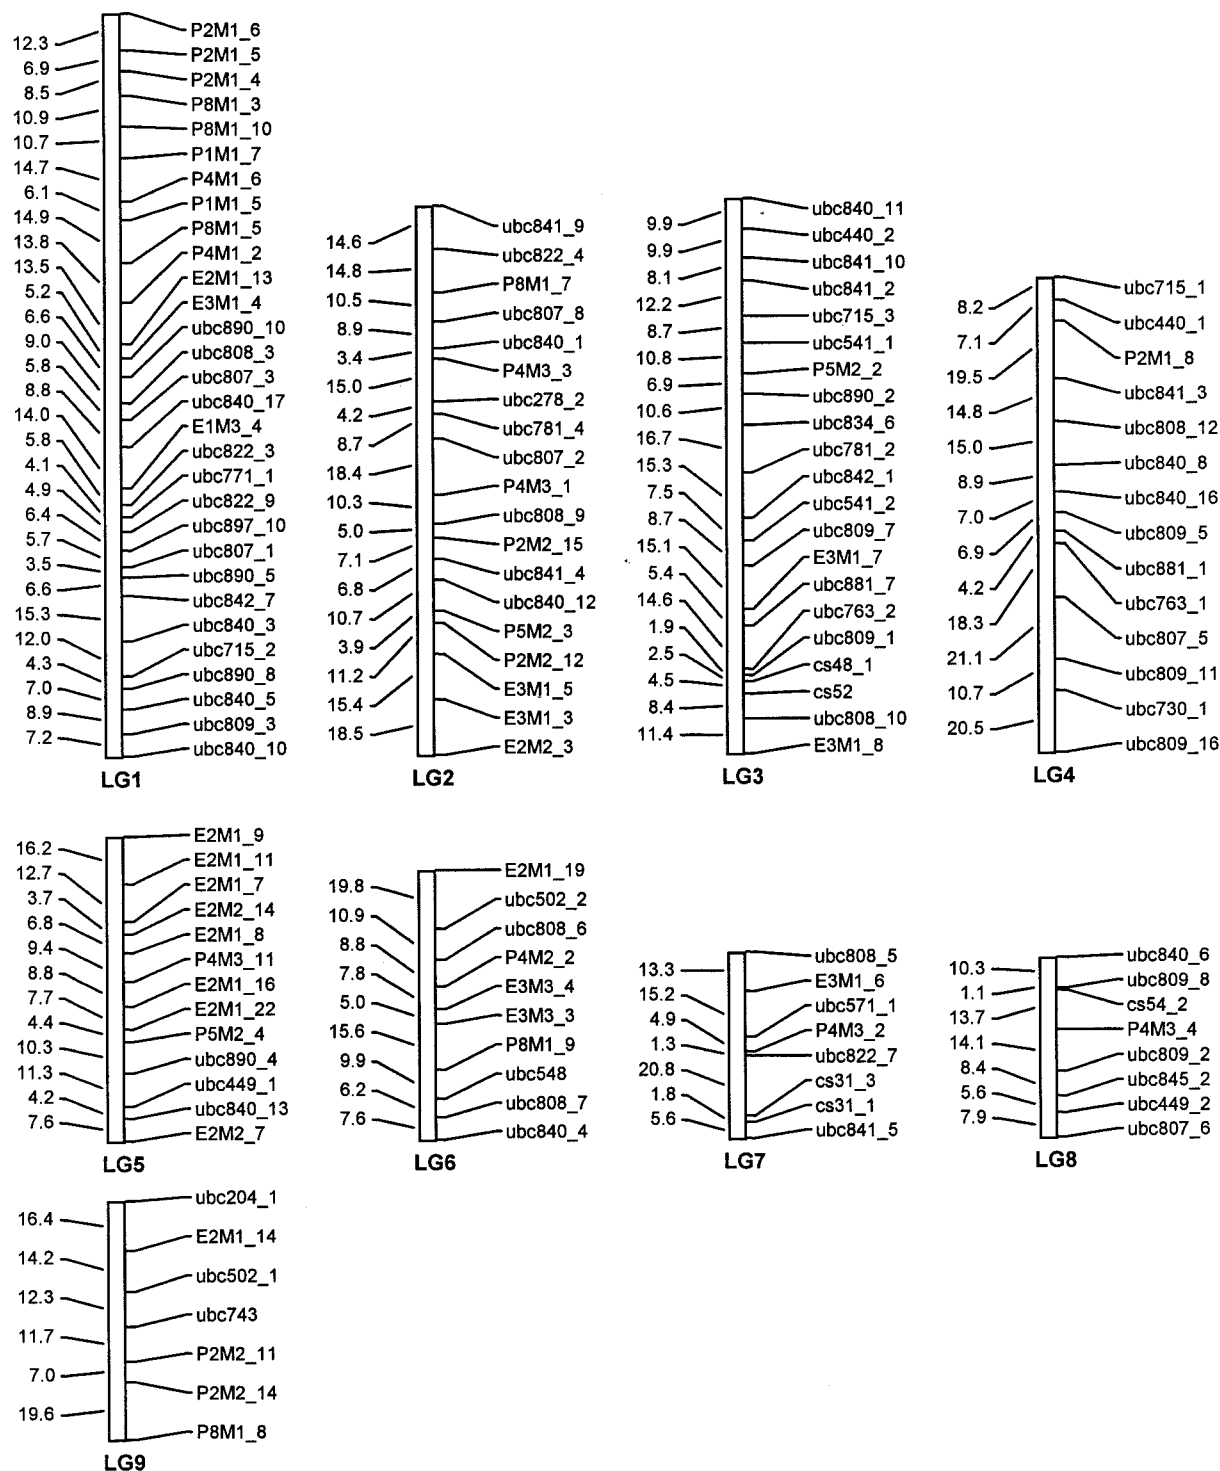 12.3
6.9
8.5
10.9
10.7
14.7
6.1
14.9
13.8
13.5
5.2
6.6
9.0
5.8
8.8
14.0
5.8
4.1
4.9
6.4
5.7
3.5
6.6
15.3
12.0
4.3
7.0
8.9
7.2
P2M1_6
P2M1_5
P2M1_4
P8M1_3
P8M1_10
P1M1_7
P4M1_6
P1M1_5
P8M1_5
P4M1_2
E2M1_13
E3M1_4
ubc890_10
ubc808_3
ubc807_3
ubc840_17
E1M3_4
ubc822_3
ubc771_1
ubc822_9
ubc897_10
ubc807_1
ubc890_5
ubc842_7
ubc840_3
ubc715_2
ubc890_8
ubc840_5
ubc809_3
ubc840_10
LG1
14.6
14.8
10.5
8.9
3.4
15.0
4.2
8.7
18.4
10.3
5.0
7.1
6.8
10.7
3.9
11.2
15.4
18.5
ubc841_9
ubc822_4
P8M1_7
ubc807_8
ubc840_1
P4M3_3
ubc278_2
ubc781_4
ubc807_2
P4M3_1
ubc808_9
P2M2_15
ubc841_4
ubc840_12
P5M2_3
P2M2_12
E3M1_5
E3M1_3
E2M2_3
LG2
9.9
9.9
8.1
12.2
8.7
10.8
6.9
10.6
16.7
15.3
7.5
8.7
15.1
5.4
14.6
1.9
2.5
4.5
8.4
11.4
ubc840_11
ubc440_2
ubc841_10
ubc841_2
ubc715_3
ubc541_1
P5M2_2
ubc890_2
ubc834_6
ubc781_2
ubc842_1
ubc541_2
ubc809_7
E3M1_7
ubc881_7
ubc763_2
ubc809_1
cs48_1
cs52
ubc808_10
E3M1_8
LG3
8.2
7.1
19.5
14.8
15.0
8.9
7.0
6.9
4.2
18.3
21.1
10.7
20.5
ubc715_1
ubc440_1
P2M1_8
ubc841_3
ubc808_12
ubc840_8
ubc840_16
ubc809_5
ubc881_1
ubc763_1
ubc807_5
ubc809_11
ubc730_1
ubc809_16
LG4
16.2
12.7
3.7
6.8
9.4
8.8
7.7
4.4
10.3
11.3
4.2
7.6
E2M1_9
E2M1_11
E2M1_7
E2M2_14
E2M1_8
P4M3_11
E2M1_16
E2M1_22
P5M2_4
ubc890_4
ubc449_1
ubc840_13
E2M2_7
LG5
19.8
10.9
8.8
7.8
5.0
15.6
9.9
6.2
7.6
E2M1_19
ubc502_2
ubc808_6
P4M2_2
E3M3_4
E3M3_3
P8M1_9
ubc548
ubc808_7
ubc840_4
LG6
13.3
15.2
4.9
1.3
20.8
1.8
5.6
ubc808_5
E3M1_6
ubc571_1
P4M3_2
ubc822_7
cs31_3
cs31_1
ubc841_5
LG7
10.3
1.1
13.7
14.1
8.4
5.6
7.9
ubc840_6
ubc809_8
cs54_2
P4M3_4
ubc809_2
ubc845_2
ubc449_2
ubc807_6
LG8
16.4
14.2
12.3
11.7
7.0
19.6
ubc204_1
E2M1_14
ubc502_1
ubc743
P2M2_11
P2M2_14
P8M1_8
LG9